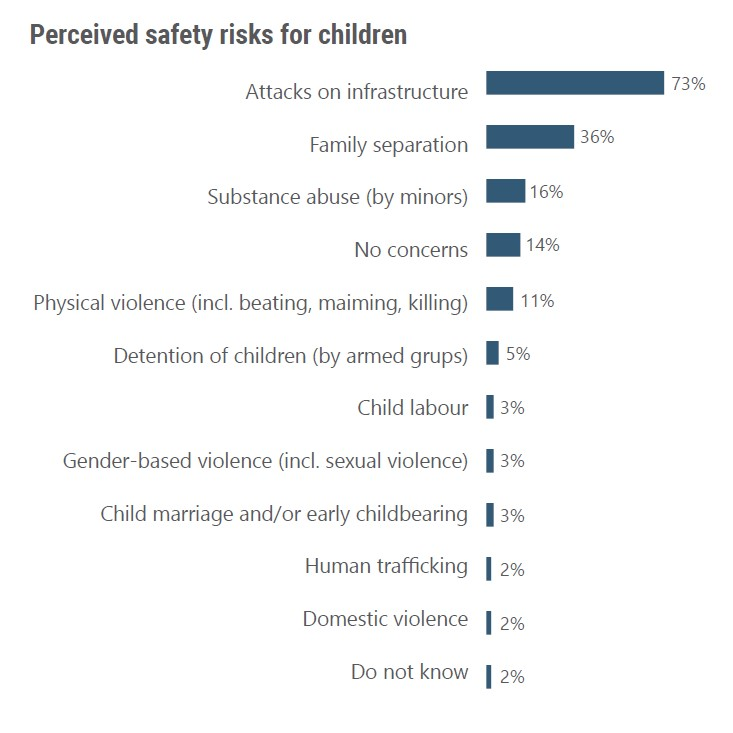 Perceived safety risks for children
Attacks on infrastructure 73%
Family separation 36%
Substance abuse (by minors) 16%
No concerns 14%
Physical violence (incl. beating, maiming, killing) 11%
Detention of children (by armed grups) 5%
Child labour 3%
Gender-based violence (incl. sexual violence) 3%
Child marriage and/or early childbearing 3%
Human trafficking 2%
Domestic violence 2%
Do not know 2%